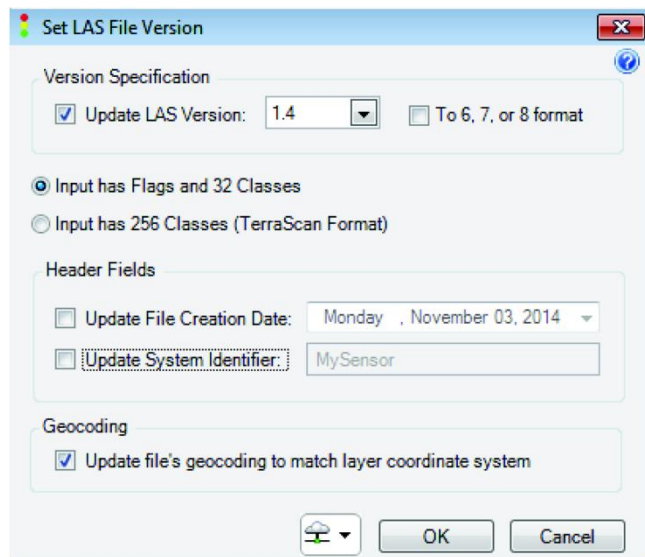 Set LAS File Version
Version Specification
Update LAS Version: 1.4 To 6, 7, or 8 format
Input has Flags and 32 Classes
Input has 256 Classes (TerraScan Format)
Header Fields
Update File Creation Date: Monday , November 03, 2014
Update System Identifier: MySensor
Geocoding
Update file's geocoding to match layer coordinate system
OK Cancel